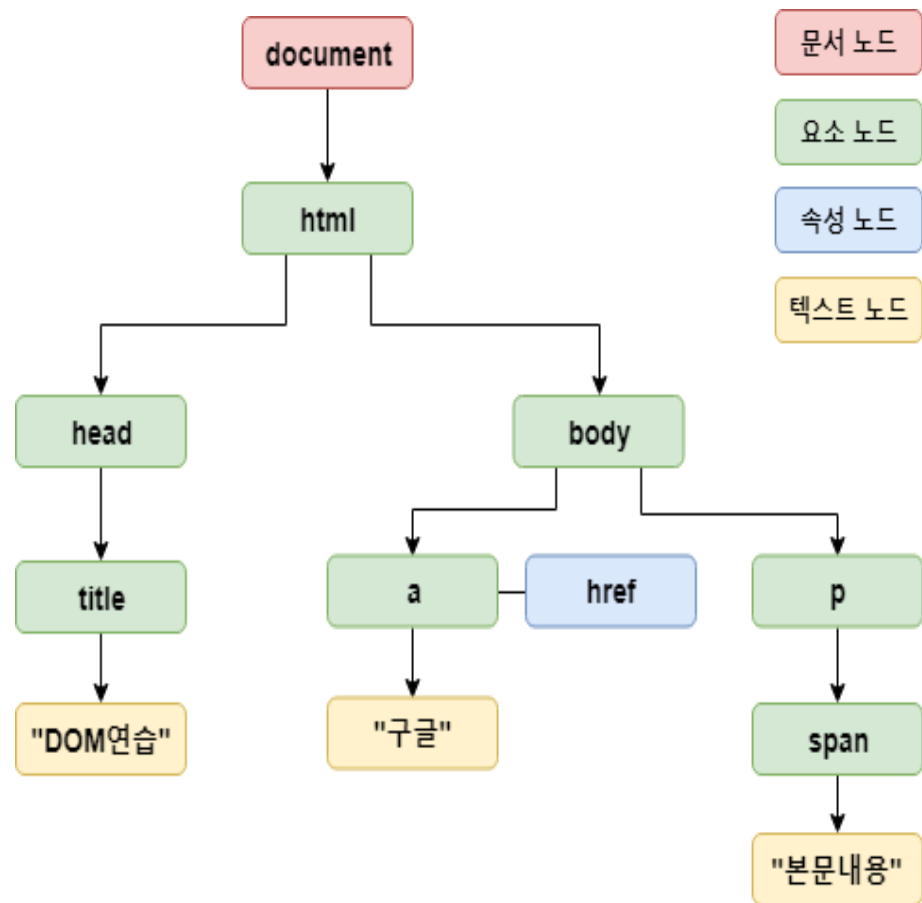 document
문서 노드
요소 노드
html
속성 노드
텍스트 노드
head
body
title
a
href
p
"DOM연습"
"구글"
span
"본문내용"